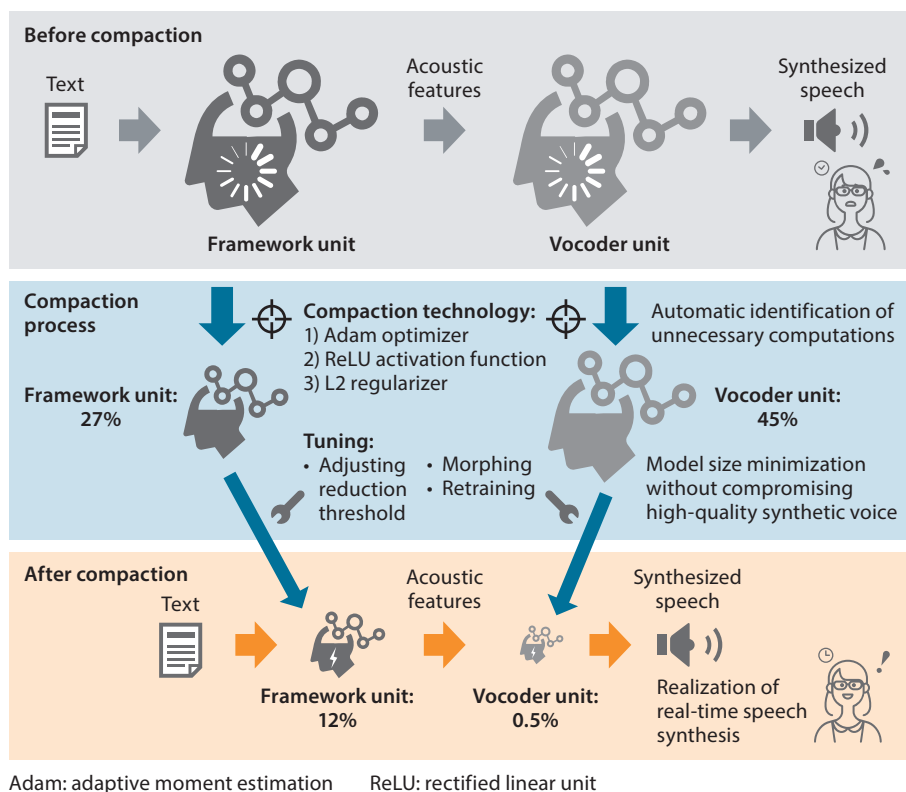 Before compaction
Text
Acoustic
features
Synthesized
speech
Framework unit
Vocoder unit
Compaction
process
Compaction technology:
1) Adam optimizer
2) ReLU activation function
3) L2 regularizer
Automatic identification of
unnecessary computations
Framework unit:
27%
Vocoder unit:
45%
Tuning:
• Adjusting
reduction
threshold
• Morphing
• Retraining
Model size minimization
without compromising
high-quality synthetic voice
After compaction
Text
Acoustic
features
Synthesized
speech
Framework unit:
12%
Vocoder unit:
0.5%
Realization of
real-time speech
synthesis
Adam: adaptive moment estimation ReLU: rectified linear unit